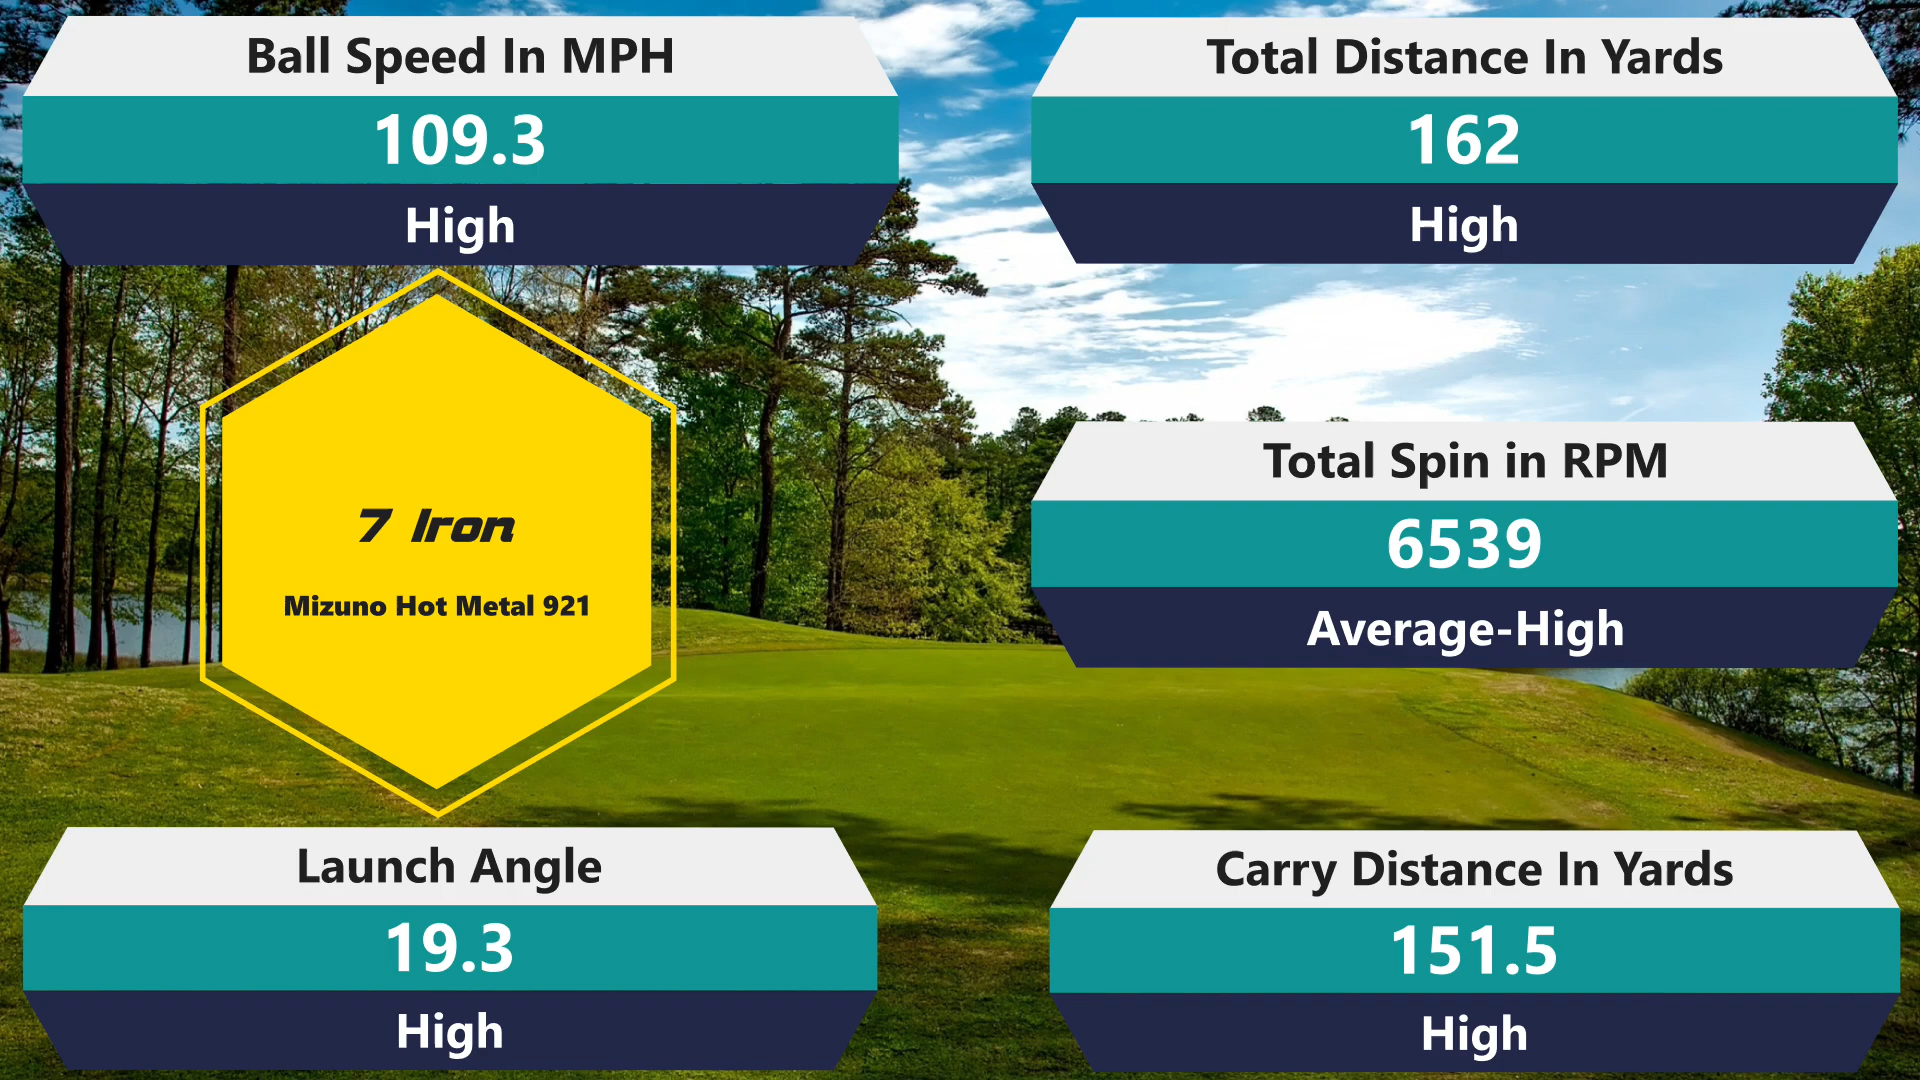 Ball Speed In MPH
109.3
High
Total Distance In Yards
162
High
7 Iron
Mizuno Hot Metal 921
Total Spin in RPM
6539
Average-High
Launch Angle
19.3
High
Carry Distance In Yards
151.5
High